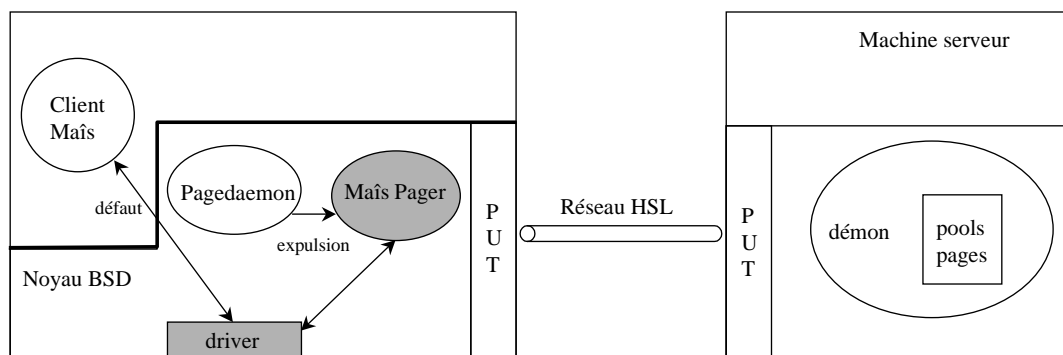 Machine serveur
Client
Maîs
Pagedaemon
Maîs Pager
défaut
expulsion
Noyau BSD
driver
P
U
T
Réseau HSL
P
U
T
démon
pools
pages